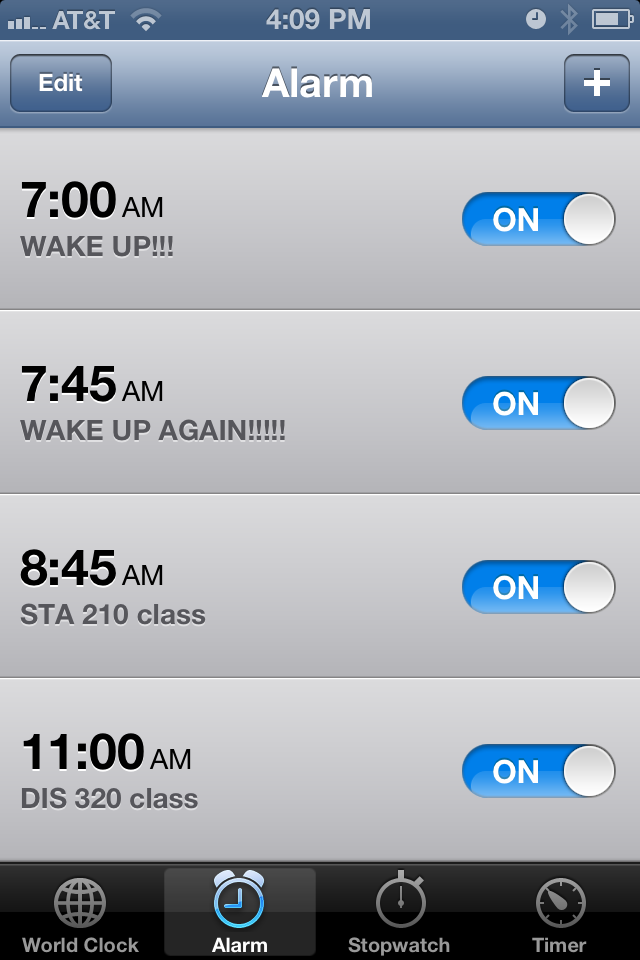 AT&T 4:09 PM
Edit Alarm +
7:00 AM
WAKE UP!!!
ON
7:45 AM
WAKE UP AGAIN!!!!!
ON
8:45 AM
STA 210 class
ON
11:00 AM
DIS 320 class
ON
World Clock Alarm Stopwatch Timer